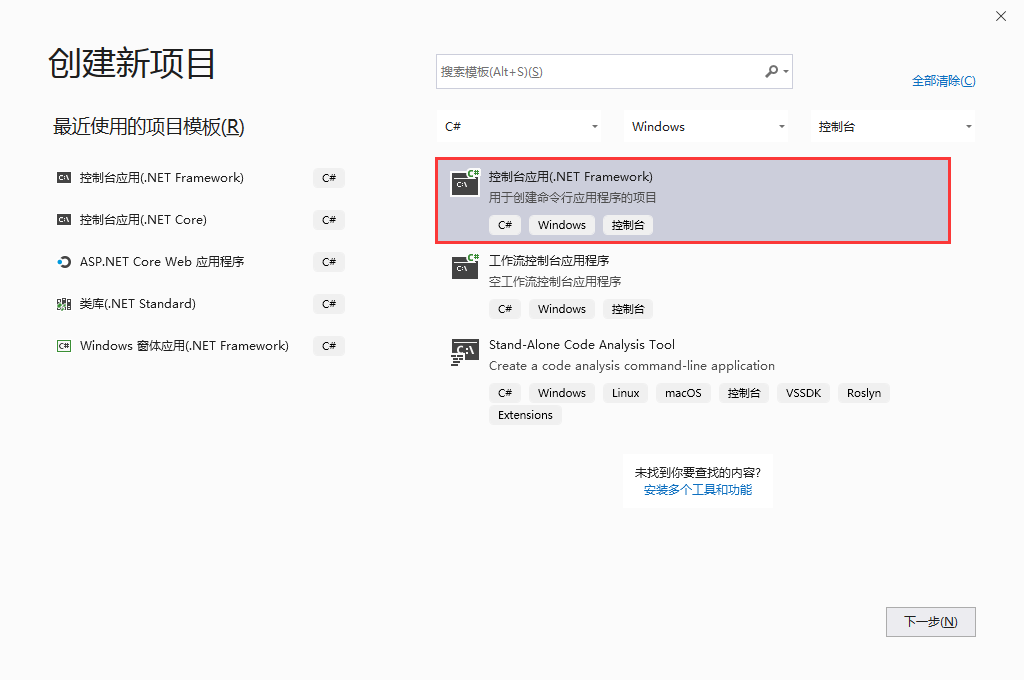 创建新项目
搜索模板(Alt+S)(S)
全部清除(C)
最近使用的项目模板(R)
C#
Windows
控制台
控制台应用(.NET Framework) C#
控制台应用(.NET Core) C#
ASP.NET Core Web 应用程序 C#
类库(.NET Standard) C#
Windows 窗体应用(.NET Framework) C#
控制台应用(.NET Framework)
用于创建命令行应用程序的项目
C# Windows 控制台
工作流控制台应用程序
空工作流控制台应用程序
C# Windows 控制台
Stand-Alone Code Analysis Tool
Create a code analysis command-line application
C# Windows Linux macOS 控制台 VSSDK Roslyn
Extensions
未找到你要查找的内容?
安装多个工具和功能
下一步(N)